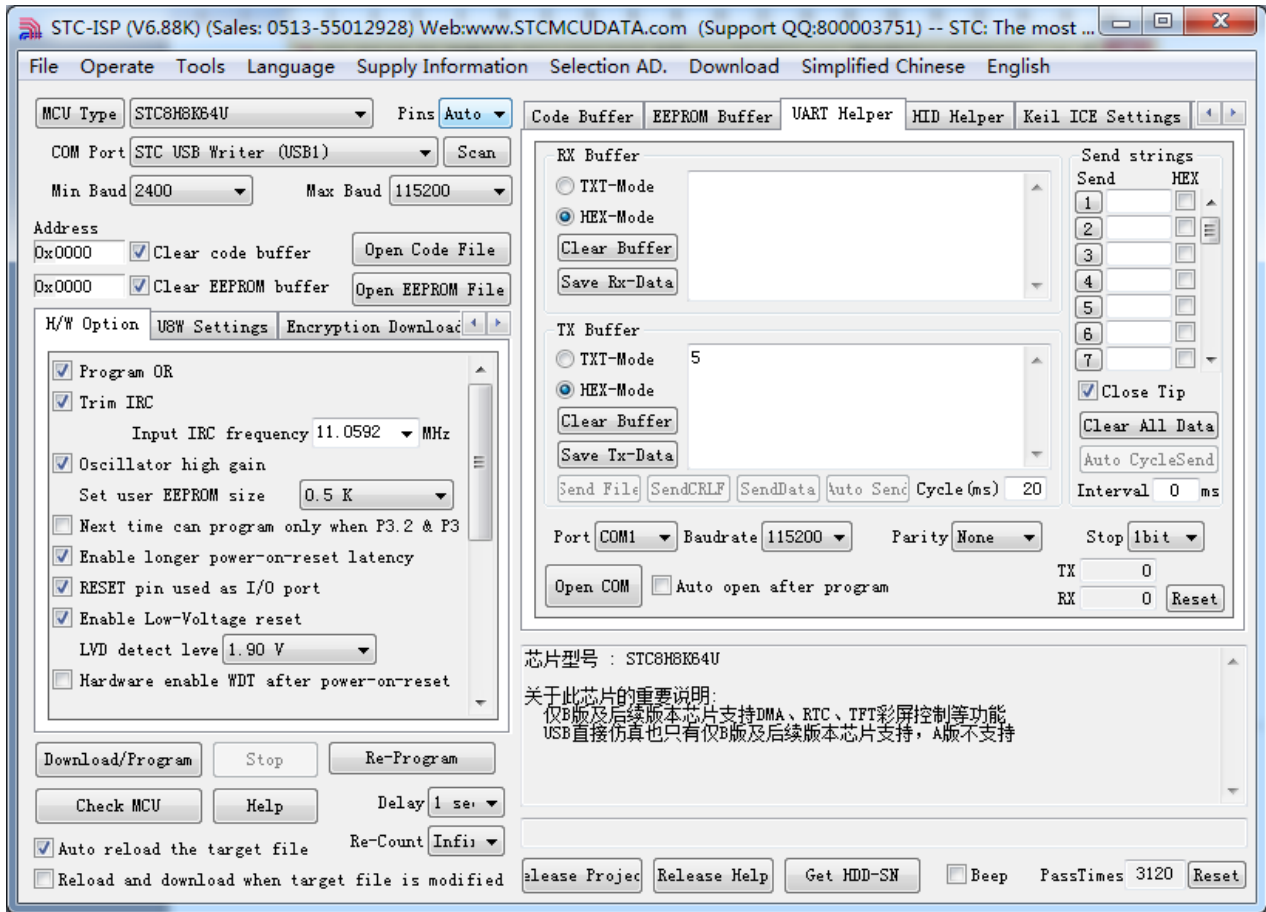 STC-ISP (V6.88K) (Sales: 0513-55012928) Web:www.STCMCUDATA.com (Support QQ:800003751) -- STC: The most ...
File Operate Tools Language Supply Information Selection AD. Download Simplified Chinese English
MCU Type STC8H8K64U Pins Auto
COM Port STC USB Writer (USB1) Scan
Min Baud 2400 Max Baud 115200
Address
0x0000 Clear code buffer Open Code File
0x0000 Clear EEPROM buffer Open EEPROM File
H/W Option U8W Settings Encryption Download
Program OR
Trim IRC
Input IRC frequency 11.0592 MHz
Oscillator high gain
Set user EEPROM size 0.5 K
Next time can program only when P3.2 & P3
Enable longer power-on-reset latency
RESET pin used as I/O port
Enable Low-Voltage reset
LVD detect leve 1.90 V
Hardware enable WDT after power-on-reset
Download/Program Stop Re-Program
Check MCU Help Delay 1 se
Auto reload the target file Re-Count Infi
Reload and download when target file is modified
Code Buffer EEPROM Buffer UART Helper HID Helper Keil ICE Settings
RX Buffer
TXT-Mode
HEX-Mode
Clear Buffer
Save Rx-Data
TX Buffer
TXT-Mode 5
HEX-Mode
Clear Buffer
Save Tx-Data
Send File SendCRLF SendData Auto Send Cycle(ms) 20
Send strings
Send HEX
1
2
3
4
5
6
7
Close Tip
Clear All Data
Auto CycleSend
Interval 0 ms
Port COM1 Baudrate 115200 Parity None Stop 1bit
Open COM Auto open after program
TX 0
RX 0 Reset
芯片型号 : STC8H8K64U
关于此芯片的重要说明:
仅B版及后续版本芯片支持DMA、RTC、TFT彩屏控制等功能
USB直接仿真也只有仅B版及后续版本芯片支持，A版不支持
elease Projec Release Help Get HDD-SN Beep PassTimes 3120 Reset